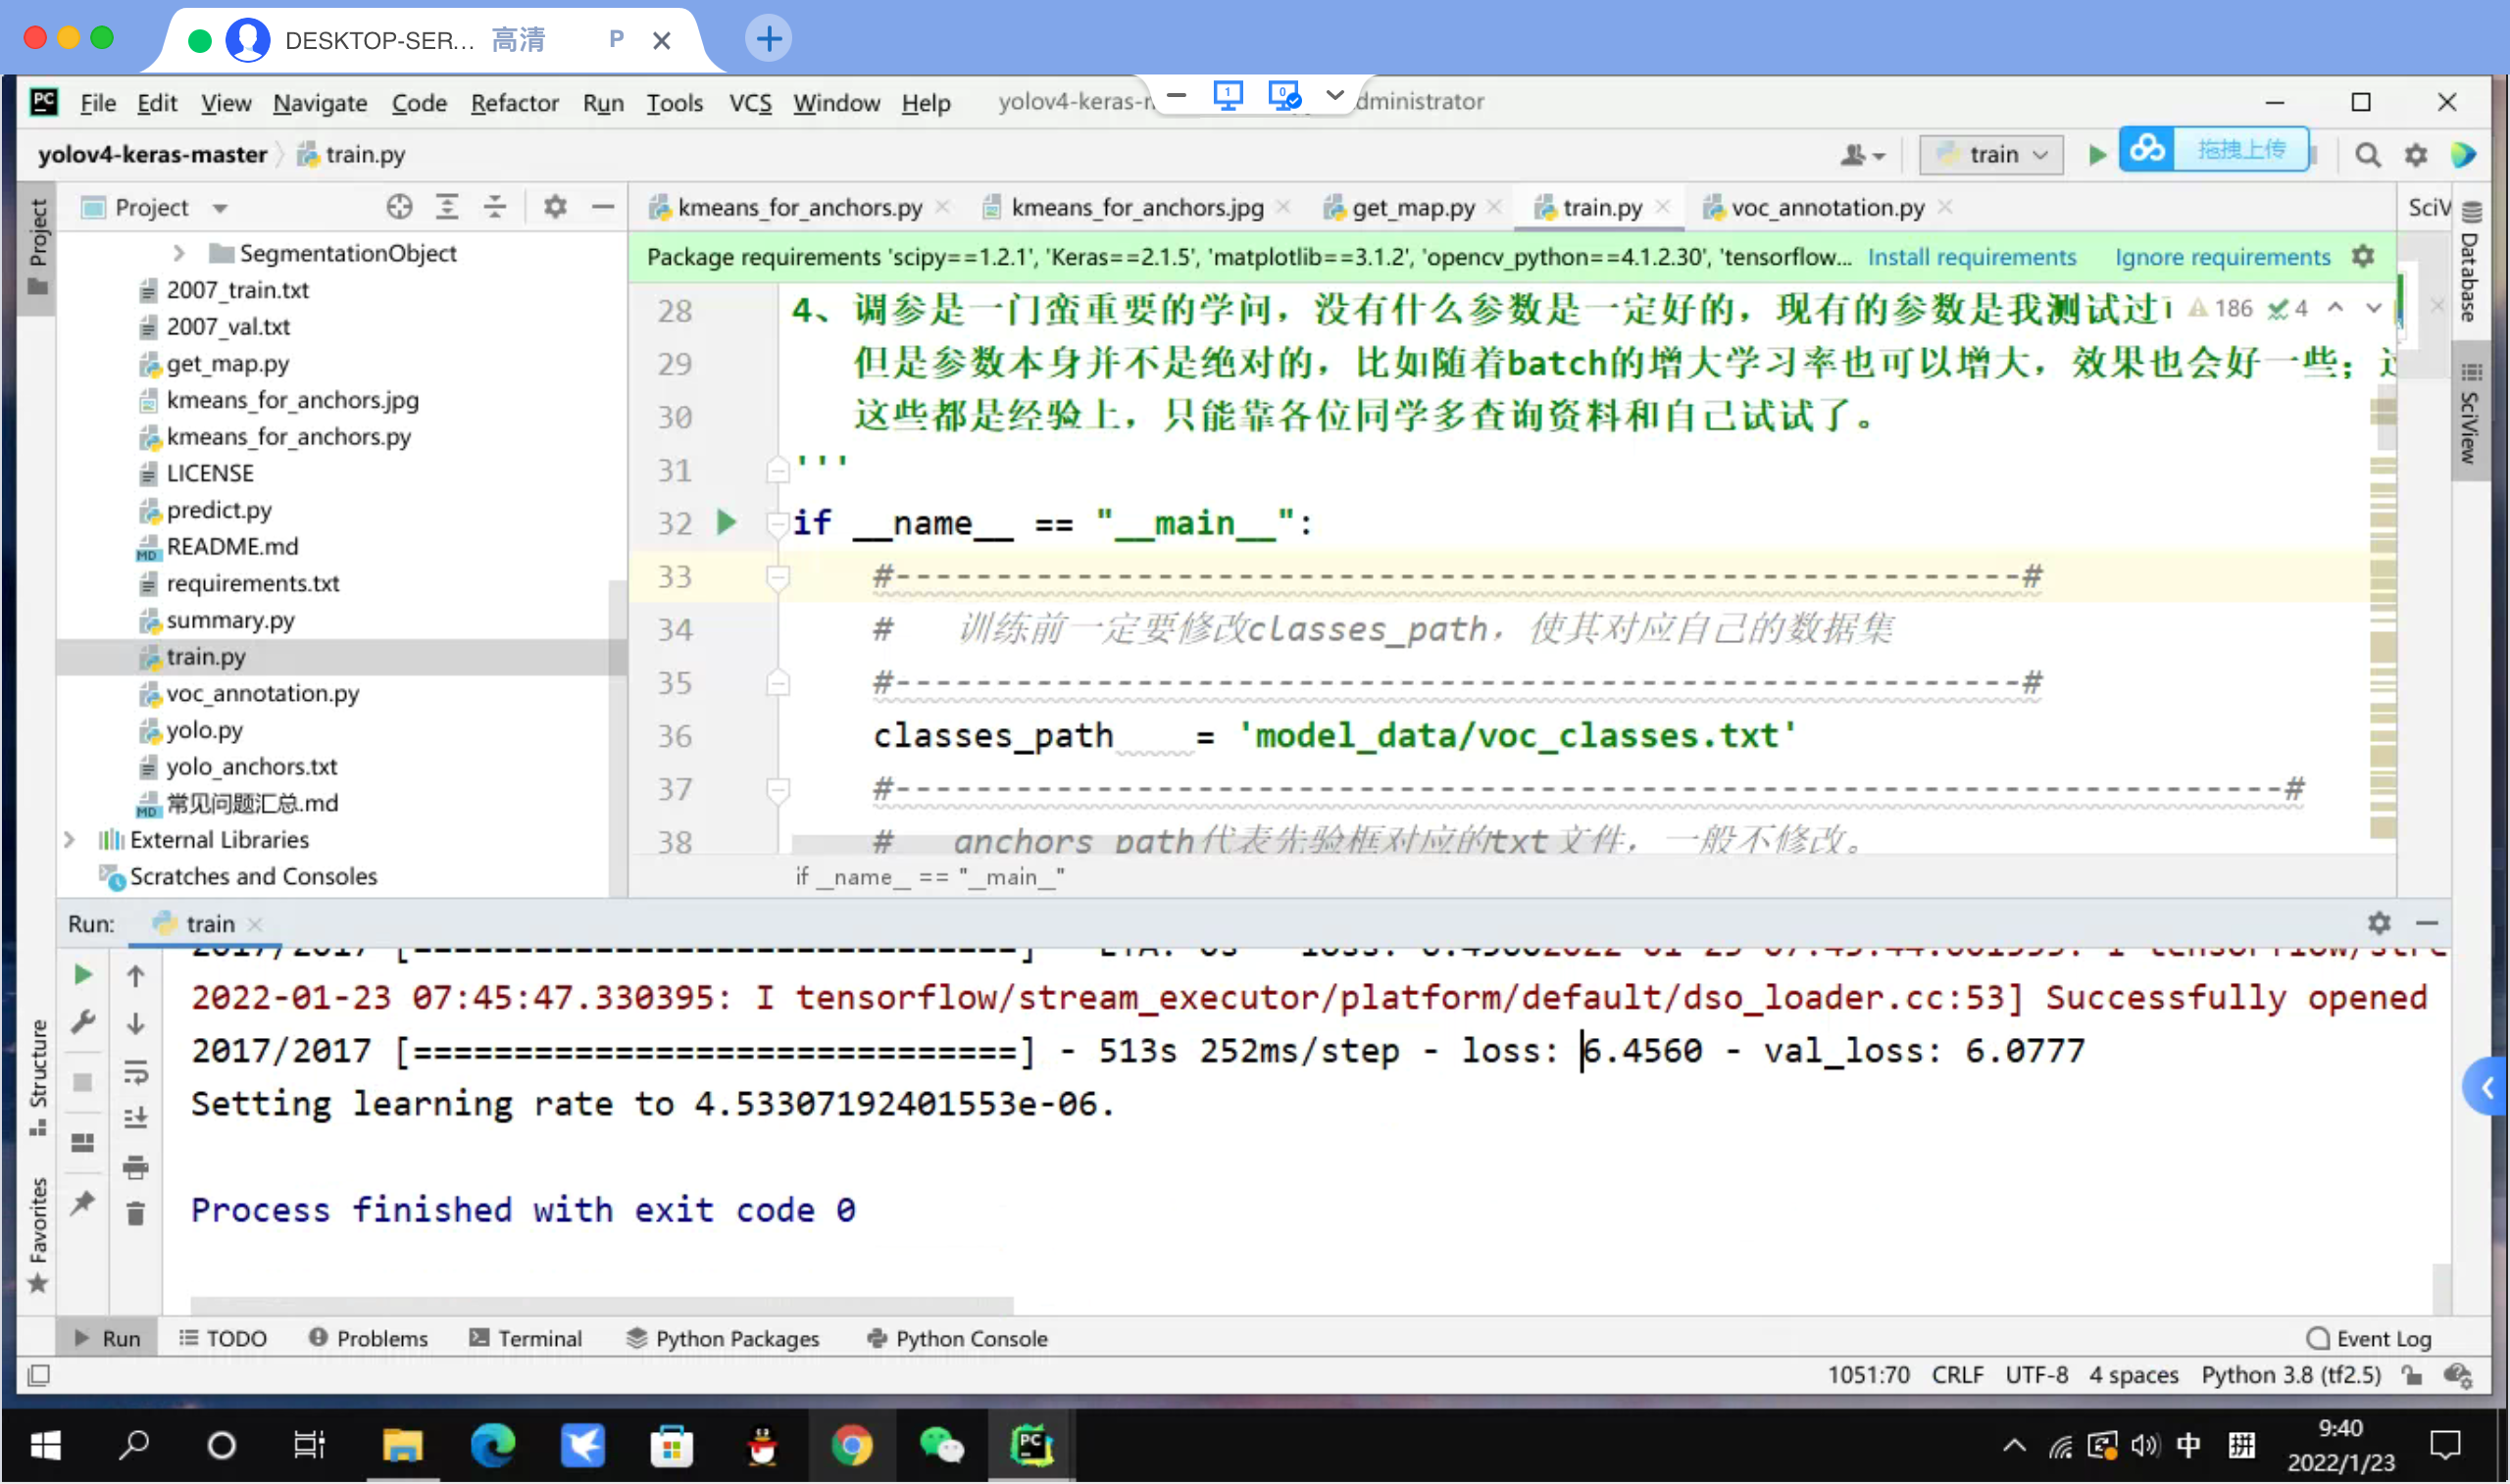 DESKTOP-SER... 高清 P
File Edit View Navigate Code Refactor Run Tools VCS Window Help yolov4-keras-m dministrator
yolov4-keras-master train.py train 拖拽上传
Project kmeans_for_anchors.py kmeans_for_anchors.jpg get_map.py train.py voc_annotation.py SciV
Package requirements 'scipy==1.2.1', 'Keras==2.1.5', 'matplotlib==3.1.2', 'opencv_python==4.1.2.30', 'tensorflow... Install requirements Ignore requirements
Project
SegmentationObject
2007_train.txt
2007_val.txt
get_map.py
kmeans_for_anchors.jpg
kmeans_for_anchors.py
LICENSE
predict.py
README.md
requirements.txt
summary.py
train.py
voc_annotation.py
yolo.py
yolo_anchors.txt
常见问题汇总.md
External Libraries
Scratches and Consoles
28 4、调参是一门蛮重要的学问，没有什么参数是一定好的，现有的参数是我测试过 186 4
29 但是参数本身并不是绝对的，比如随着batch的增大学习率也可以增大，效果也会好一些；
30 这些都是经验上，只能靠各位同学多查询资料和自己试试了。
31 '''
32 if __name__ == "__main__":
33 #--------------------------------------------------------#
34 # 训练前一定要修改classes_path，使其对应自己的数据集
35 #--------------------------------------------------------#
36 classes_path = 'model_data/voc_classes.txt'
37 #---------------------------------------------------------------------#
38 # anchors_path代表先验框对应的txt文件，一般不修改。
if __name__ == "__main__"
Database
SciView
Run: train
2017/2017 [==============================]
2022-01-23 07:45:47.330395: I tensorflow/stream_executor/platform/default/dso_loader.cc:53] Successfully opened
2017/2017 [==============================] - 513s 252ms/step - loss: 6.4560 - val_loss: 6.0777
Setting learning rate to 4.53307192401553e-06.
Process finished with exit code 0
Structure
Favorites
Run TODO Problems Terminal Python Packages Python Console Event Log
1051:70 CRLF UTF-8 4 spaces Python 3.8 (tf2.5)
中 拼 9:40
2022/1/23